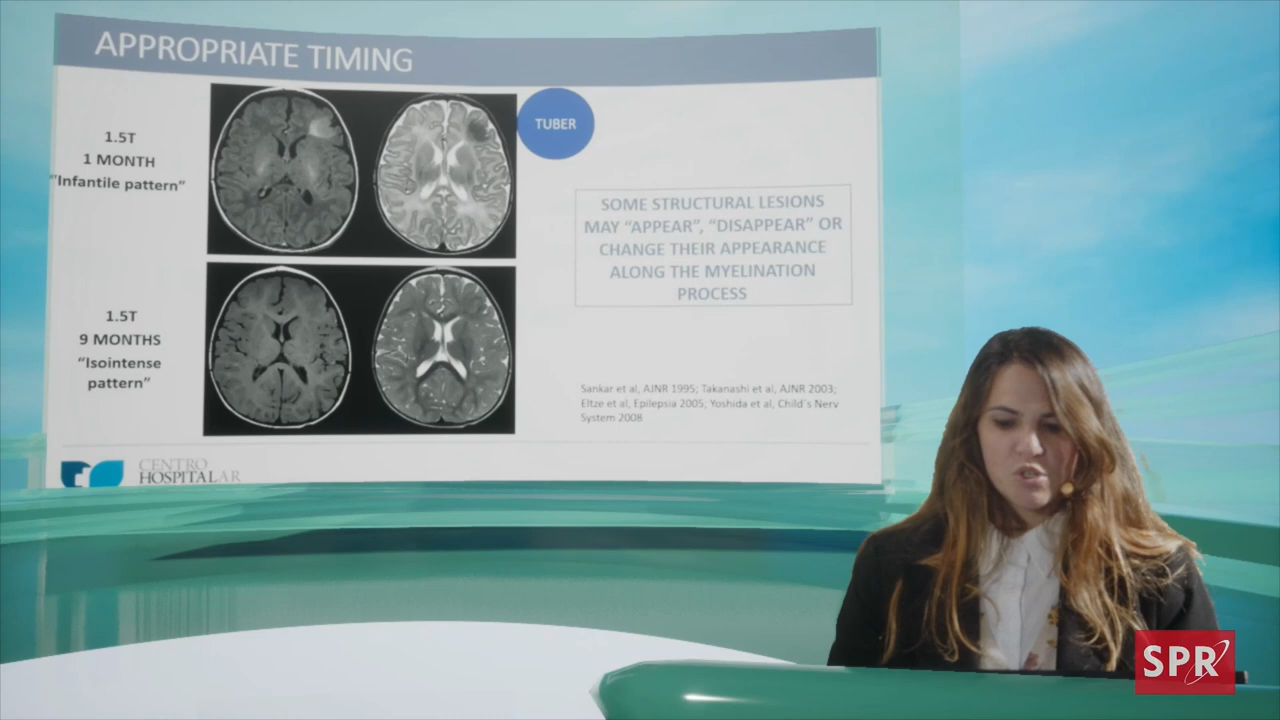 APPROPRIATE TIMING
1.5T
1 MONTH
"Infantile pattern"
TUBER
SOME STRUCTURAL LESIONS
MAY “APPEAR”, “DISAPPEAR” OR
CHANGE THEIR APPEARANCE
ALONG THE MYELINATION
PROCESS
1.5T
9 MONTHS
“Isointense
pattern”
Sankar et al, AJNR 1995; Takanashi et al, AJNR 2003;
Eltze et al, Epilepsia 2005; Yoshida et al, Child´s Nerv
System 2008
CENTRO
HOSPITALAR
SPR